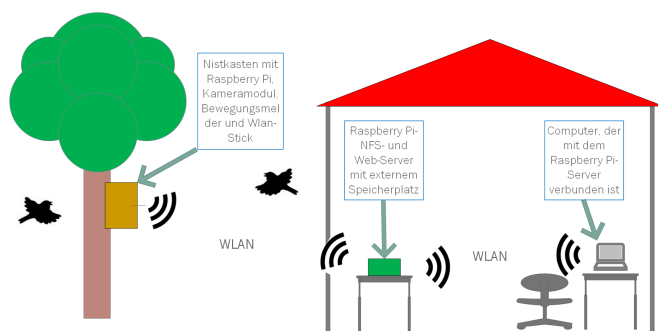 Nistkasten mit
Raspberry Pi,
Kameramodul,
Bewegungsmel
der und Wlan-
Stick
WLAN
Raspberry Pi-
NFS- und
Web-Server
mit externem
Speicherplatz
WLAN
Computer, der
mit dem
Raspberry Pi-
Server
verbunden ist